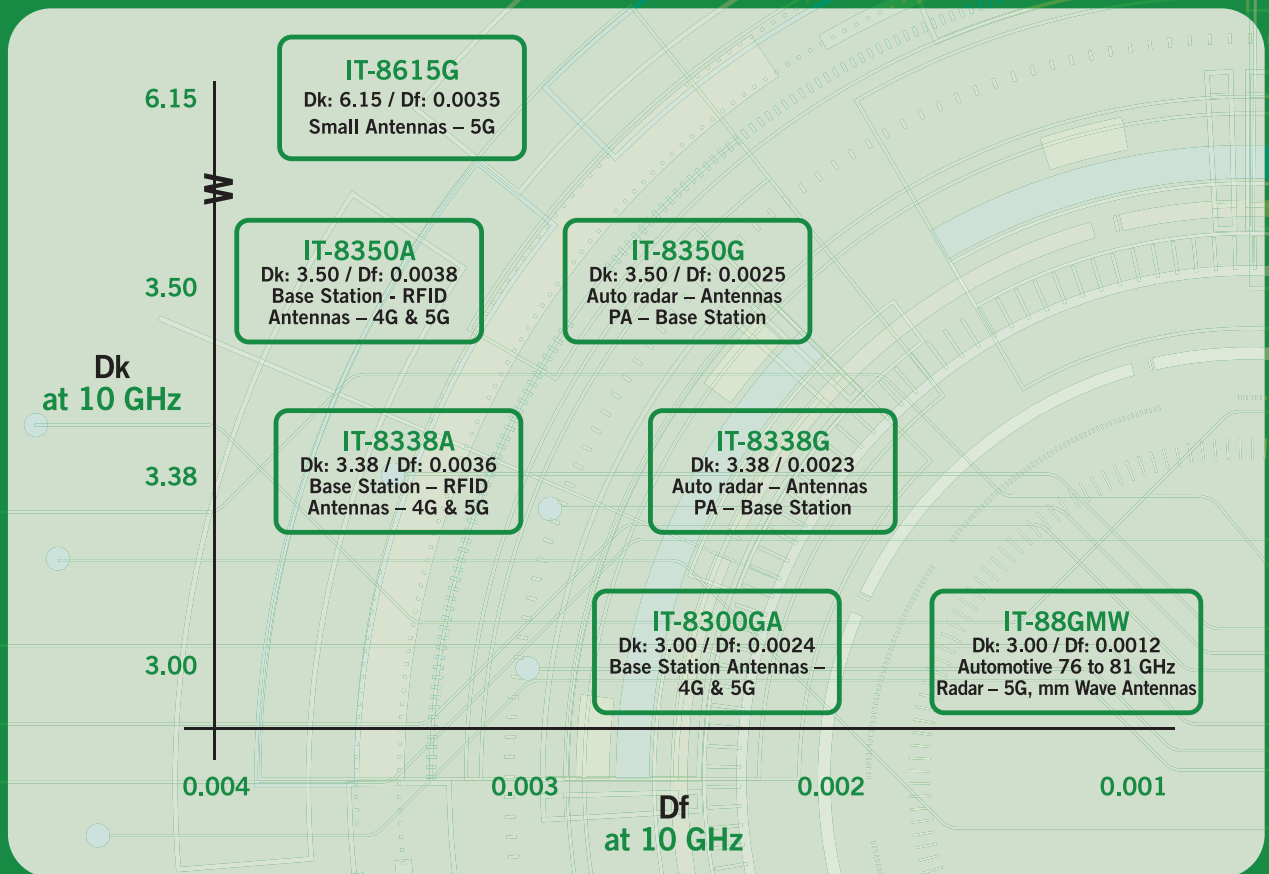 IT-8615G
Dk: 6.15 / Df: 0.0035
Small Antennas – 5G
6.15
IT-8350A
Dk: 3.50 / Df: 0.0038
Base Station - RFID
Antennas – 4G & 5G
IT-8350G
Dk: 3.50 / Df: 0.0025
Auto radar – Antennas
PA – Base Station
3.50
Dk
at 10 GHz
IT-8338A
Dk: 3.38 / Df: 0.0036
Base Station – RFID
Antennas – 4G & 5G
IT-8338G
Dk: 3.38 / 0.0023
Auto radar – Antennas
PA – Base Station
3.38
IT-8300GA
Dk: 3.00 / Df: 0.0024
Base Station Antennas –
4G & 5G
IT-88GMW
Dk: 3.00 / Df: 0.0012
Automotive 76 to 81 GHz
Radar – 5G, mm Wave Antennas
3.00
0.004
0.003
0.002
0.001
Df
at 10 GHz